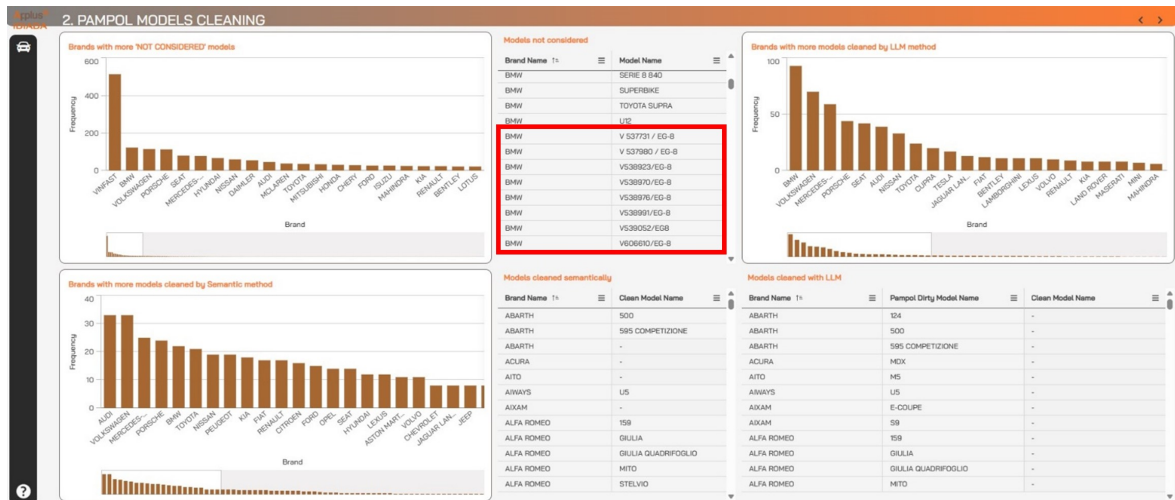 2. PAMPOL MODELS CLEANING
Brands with more 'NOT CONSIDERED' models
600
400
200
0
Frequency
VINFAST
BMW
VOLKSWAGEN
PORSCHE
SEAT
MERCEDES-...
HYUNDAI
NISSAN
DAIMLER
AUDI
MCLAREN
TOYOTA
MITSUBISHI
HONDA
CHERY
FORD
ISUZU
MAHINDRA
KIA
RENAULT
BENTLEY
LOTUS
Brand
Models not considered
Brand Name Model Name
BMW SERIE 8 840
BMW SUPERBIKE
BMW TOYOTA SUPRA
BMW U12
BMW V 537731 / EG-8
BMW V 537980 / EG-8
BMW V538923/EG-8
BMW V538970/EG-8
BMW V538976/EG-8
BMW V538991/EG-8
BMW V539052/EG8
BMW V606610/EG-8
Brands with more models cleaned by LLM method
100
50
0
Frequency
BMW
VOLKSWAGEN
MERCEDES-...
PORSCHE
SEAT
AUDI
NISSAN
TOYOTA
CUPRA
TESLA
JAGUAR LAN...
FIAT
BENTLEY
LAMBORGHINI
LEXUS
VOLVO
RENAULT
KIA
LAND ROVER
MASERATI
MINI
MAHINDRA
Brand
Brands with more models cleaned by Semantic method
40
30
20
10
0
Frequency
AUDI
VOLKSWAGEN
MERCEDES-...
PORSCHE
BMW
TOYOTA
NISSAN
PEUGEOT
KIA
FIAT
RENAULT
CITROEN
FORD
OPEL
SEAT
HYUNDAI
LEXUS
ASTON MART...
VOLVO
CHEVROLET
JAGUAR LAN...
JEEP
Brand
Models cleaned semantically
Brand Name Clean Model Name
ABARTH 500
ABARTH 595 COMPETIZIONE
ABARTH -
ACURA -
AITO -
AIWAYS U5
AIXAM -
ALFA ROMEO 159
ALFA ROMEO GIULIA
ALFA ROMEO GIULIA QUADRIFOGLIO
ALFA ROMEO MITO
ALFA ROMEO STELVIO
Models cleaned with LLM
Brand Name Pampol Dirty Model Name Clean Model Name
ABARTH 124 -
ABARTH 500 -
ABARTH 595 COMPETIZIONE -
ACURA MDX -
AITO M5 -
AIWAYS U5 -
AIXAM E-COUPE -
AIXAM S9 -
ALFA ROMEO 159 -
ALFA ROMEO GIULIA -
ALFA ROMEO GIULIA QUADRIFOGLIO -
ALFA ROMEO MITO -
?